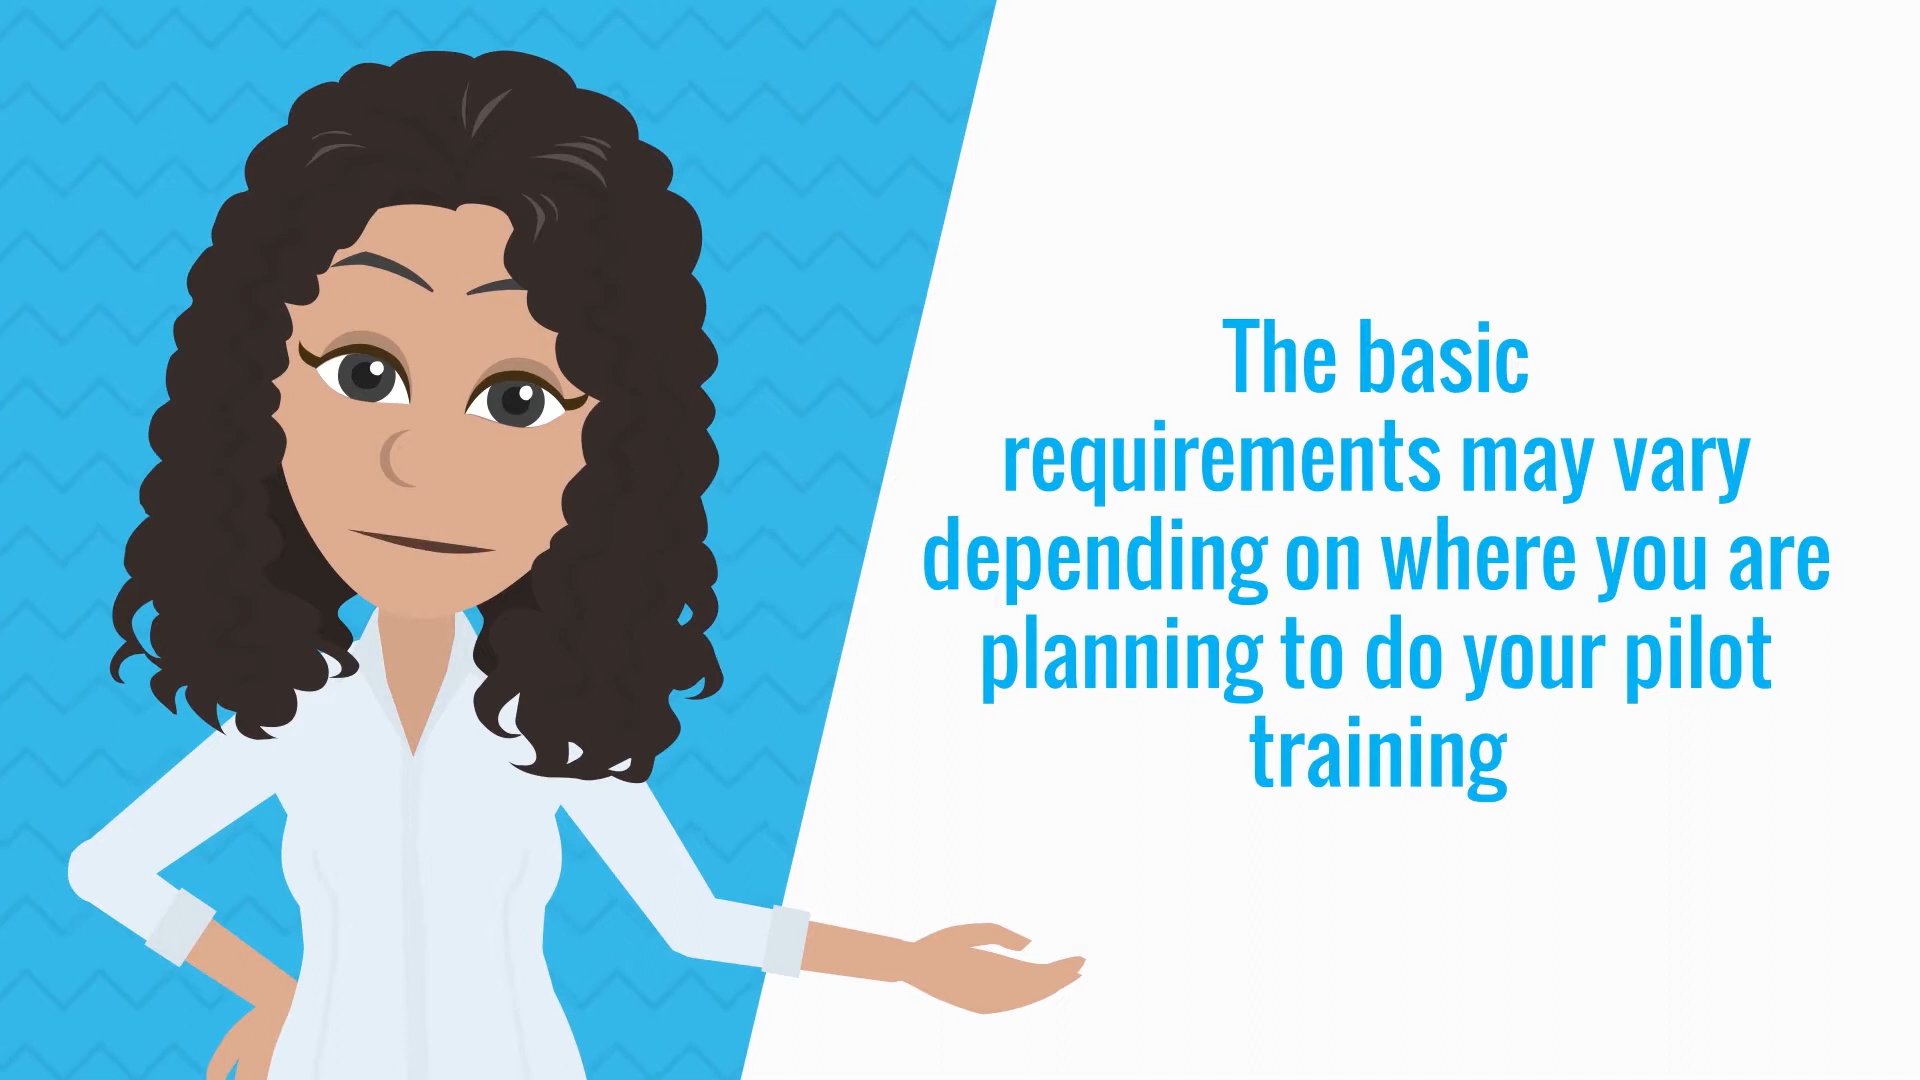 The basic
requirements may vary
depending on where you are
planning to do your pilot
training